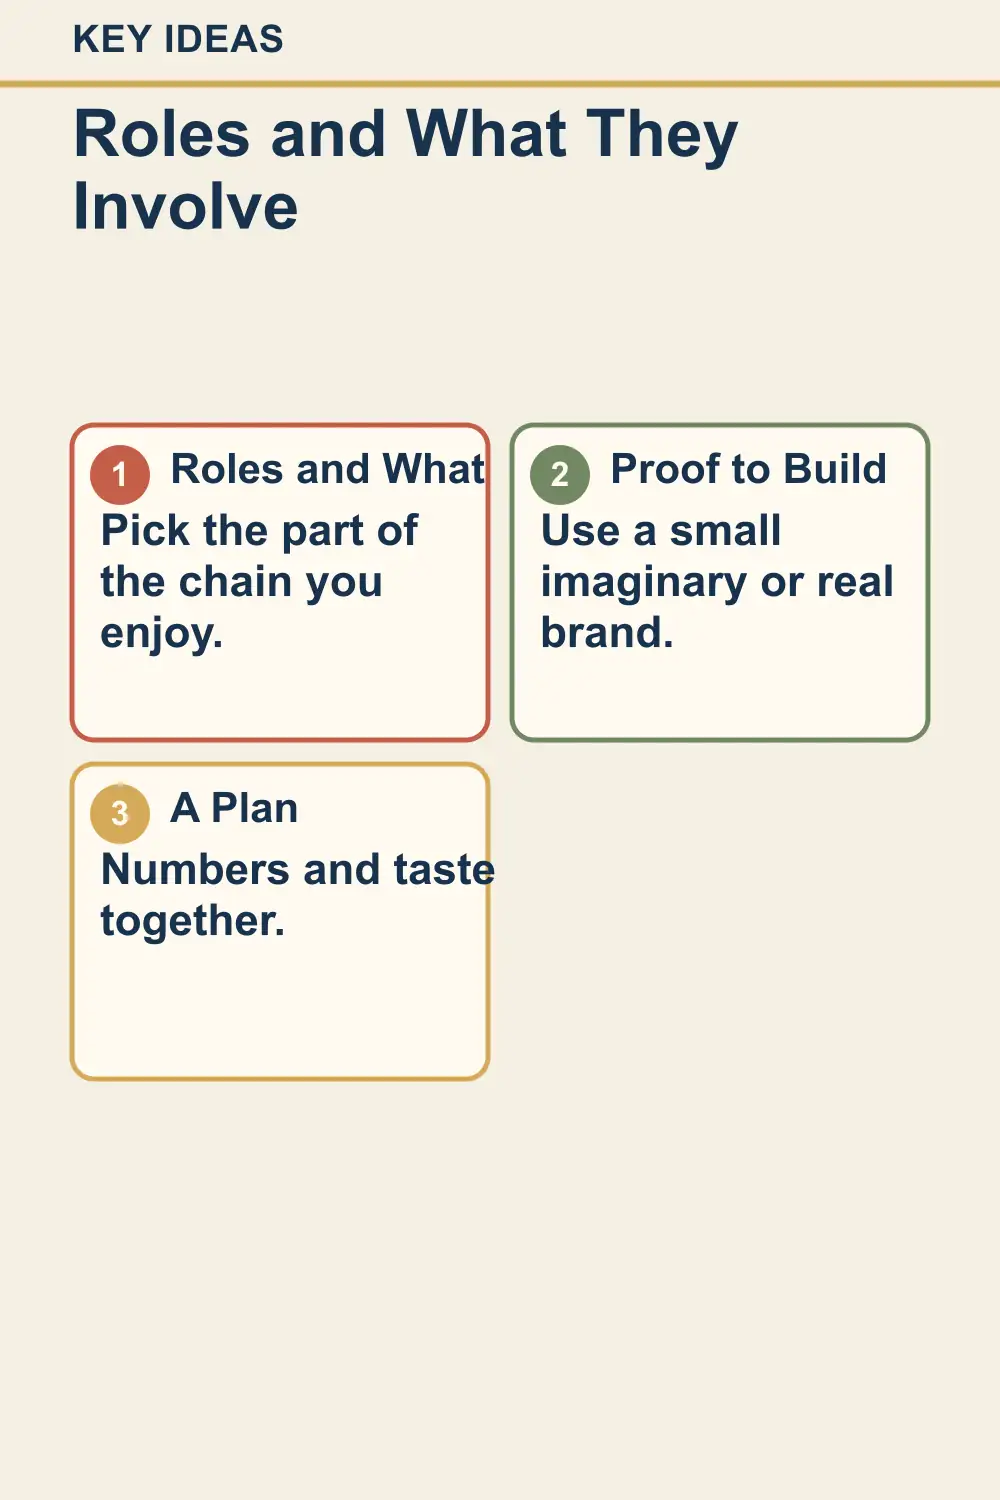 KEY IDEAS
Roles and What They
Involve
1 Roles and What
Pick the part of
the chain you
enjoy.
2 Proof to Build
Use a small
imaginary or real
brand.
3 A Plan
Numbers and taste
together.